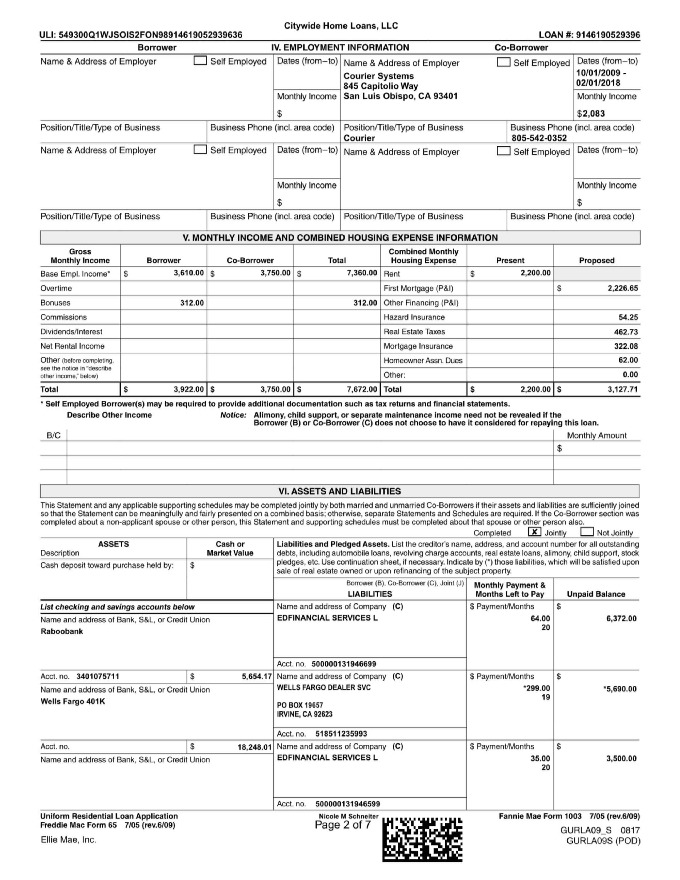 Citywide Home Loans, LLC
ULI: 549300Q1WJSOIS2FON98914619052939636 LOAN #: 9146190529396
Borrower IV. EMPLOYMENT INFORMATION Co-Borrower
Name & Address of Employer Self Employed Dates (from–to) Name & Address of Employer Self Employed Dates (from–to)
Courier Systems 10/01/2009 -
845 Capitolio Way 02/01/2018
Monthly Income San Luis Obispo, CA 93401 Monthly Income
$ $2,083
Position/Title/Type of Business Business Phone (incl. area code) Position/Title/Type of Business Business Phone (incl. area code)
Courier 805-542-0352
Name & Address of Employer Self Employed Dates (from–to) Name & Address of Employer Self Employed Dates (from–to)
Monthly Income Monthly Income
$ $
Position/Title/Type of Business Business Phone (incl. area code) Position/Title/Type of Business Business Phone (incl. area code)
V. MONTHLY INCOME AND COMBINED HOUSING EXPENSE INFORMATION
Gross Monthly Income Borrower Co-Borrower Total Combined Monthly Housing Expense Present Proposed
Base Empl. Income* $ 3,610.00 $ 3,750.00 $ 7,360.00 Rent $ 2,200.00
Overtime First Mortgage (P&I) $ 2,226.65
Bonuses 312.00 312.00 Other Financing (P&I)
Commissions Hazard Insurance 54.25
Dividends/Interest Real Estate Taxes 462.73
Net Rental Income Mortgage Insurance 322.08
Other (before completing, Homeowner Assn. Dues 62.00
see the notice in "describe
other income," below) Other: 0.00
Total $ 3,922.00 $ 3,750.00 $ 7,672.00 Total $ 2,200.00 $ 3,127.71
* Self Employed Borrower(s) may be required to provide additional documentation such as tax returns and financial statements.
Describe Other Income Notice: Alimony, child support, or separate maintenance income need not be revealed if the
Borrower (B) or Co-Borrower (C) does not choose to have it considered for repaying this loan.
B/C Monthly Amount
$
VI. ASSETS AND LIABILITIES
This Statement and any applicable supporting schedules may be completed jointly by both married and unmarried Co-Borrowers if their assets and liabilities are sufficiently joined
so that the Statement can be meaningfully and fairly presented on a combined basis; otherwise, separate Statements and Schedules are required. If the Co-Borrower section was
completed about a non-applicant spouse or other person, this Statement and supporting schedules must be completed about that spouse or other person also.
Completed X Jointly Not Jointly
ASSETS Cash or Market Value
Description
Cash deposit toward purchase held by: $
Liabilities and Pledged Assets. List the creditor's name, address, and account number for all outstanding
debts, including automobile loans, revolving charge accounts, real estate loans, alimony, child support, stock
pledges, etc. Use continuation sheet, if necessary. Indicate by (*) those liabilities, which will be satisfied upon
sale of real estate owned or upon refinancing of the subject property.
Borrower (B), Co-Borrower (C), Joint (J)
LIABILITIES Monthly Payment & Months Left to Pay Unpaid Balance
List checking and savings accounts below Name and address of Company (C) $ Payment/Months $
Name and address of Bank, S&L, or Credit Union EDFINANCIAL SERVICES L 64.00 6,372.00
Raboobank 20
Acct. no. 500000131946699
Acct. no. 3401075711 $ 5,654.17 Name and address of Company (C) $ Payment/Months $
Name and address of Bank, S&L, or Credit Union WELLS FARGO DEALER SVC *299.00 *5,690.00
Wells Fargo 401K 19
PO BOX 19657
IRVINE, CA 92623
Acct. no. 518511235993
Acct. no. $ 18,248.01 Name and address of Company (C) $ Payment/Months $
Name and address of Bank, S&L, or Credit Union EDFINANCIAL SERVICES L 35.00 3,500.00
20
Acct. no. 500000131946599
Uniform Residential Loan Application Nicole M Schneiter Fannie Mae Form 1003 7/05 (rev.6/09)
Freddie Mac Form 65 7/05 (rev.6/09) Page 2 of 7
GURLA09_S 0817
Ellie Mae, Inc. GURLA09S (POD)